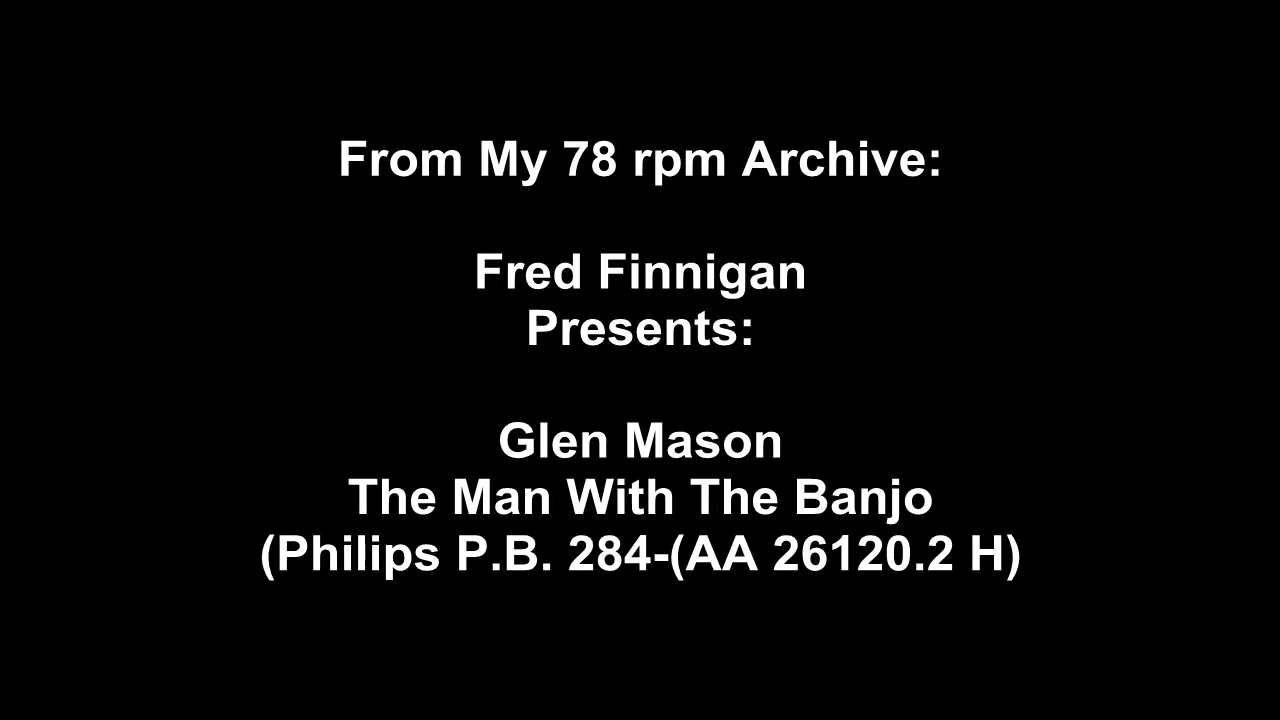 From My 78 rpm Archive:
Fred Finnigan
Presents:
Glen Mason
The Man With The Banjo
(Philips P.B. 284-(AA 26120.2 H)